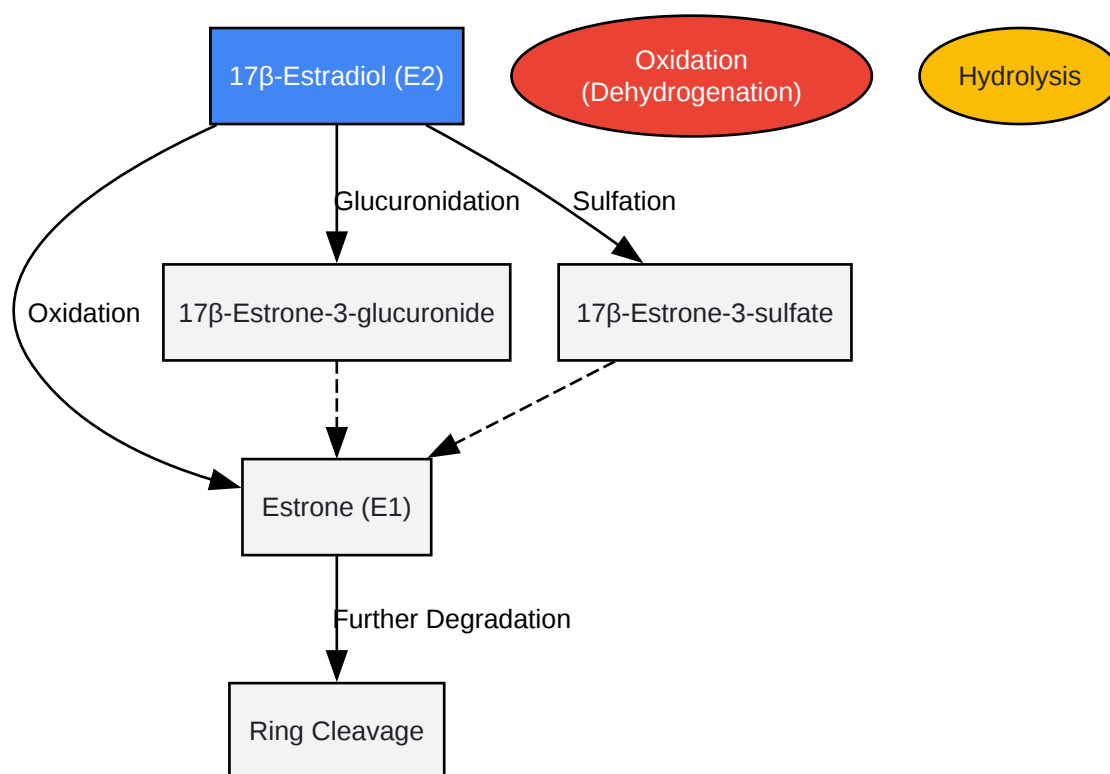 17β-Estradiol (E2)
Oxidation
(Dehydrogenation)
Hydrolysis
Glucuronidation
Sulfation
Oxidation
17β-Estrone-3-glucuronide
17β-Estrone-3-sulfate
Estrone (E1)
Further Degradation
Ring Cleavage